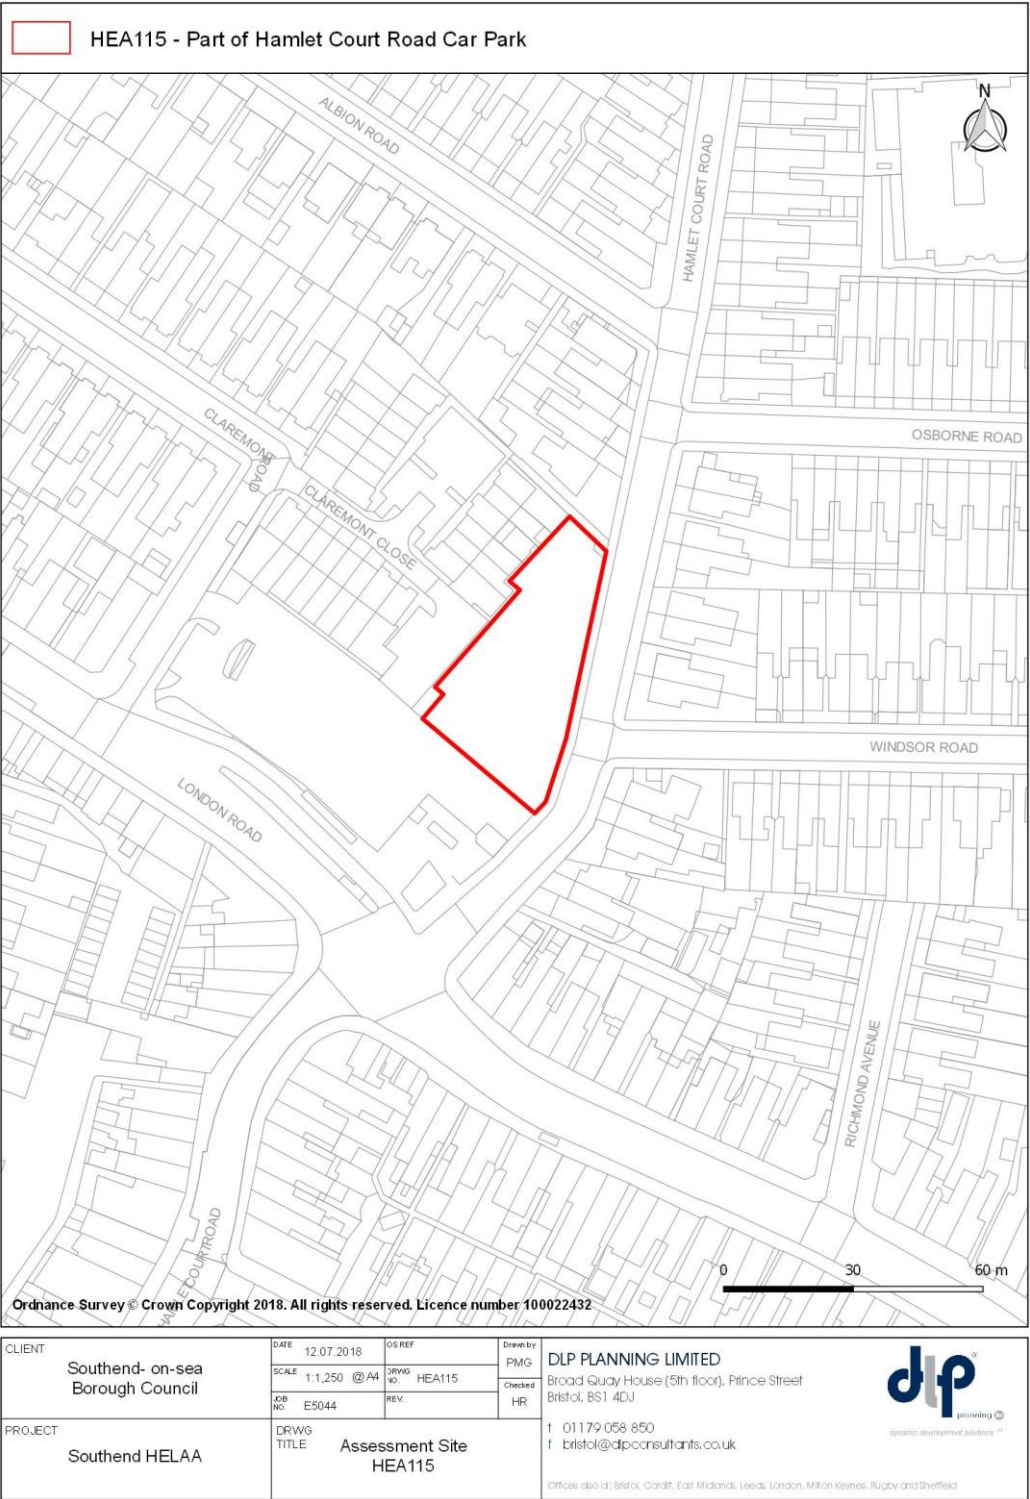 HEA115 - Part of Hamlet Court Road Car Park
N
ALBION ROAD
HAMLET COURT ROAD
OSBORNE ROAD
CLAREMONT
ROAD
CLAREMONT CLOSE
WINDSOR ROAD
LONDON ROAD
RICHMOND AVENUE
HAMLET COURT ROAD
0 30 60 m
Ordnance Survey © Crown Copyright 2018. All rights reserved. Licence number 100022432
CLIENT
Southend- on-sea
Borough Council
PROJECT
Southend HELAA
DATE 12.07.2018
OS REF
SCALE 1:1,250 @ A4
DRWG
NO. HEA115
JOB
NO. E5044
REV.
DRWG
TITLE
Assessment Site
HEA115
Drawn by
PMG
Checked
HR
DLP PLANNING LIMITED
Broad Quay House (5th floor), Prince Street
Bristol, BS1 4DJ
t 01179 058 850
f bristol@dlpconsultants.co.uk
Offices also at: Bristol, Cardiff, East Midlands, Leeds, London, Milton Keynes, Rugby and Sheffield
dlp
planning ltd
dynamic development solutions ™